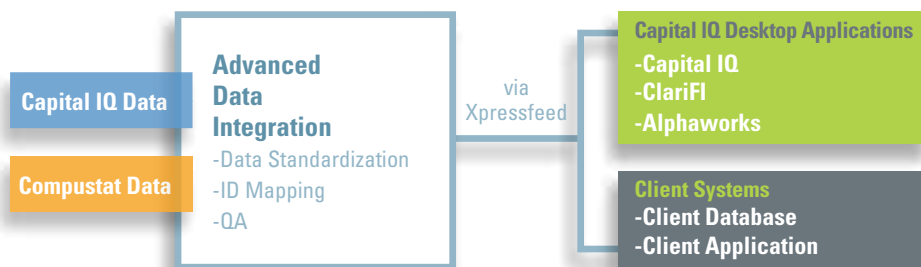 Capital IQ Data
Compustat Data
Advanced
Data
Integration
-Data Standardization
-ID Mapping
-QA
via
Xpressfeed
Capital IQ Desktop Applications
-Capital IQ
-ClariFI
-Alphaworks
Client Systems
-Client Database
-Client Application